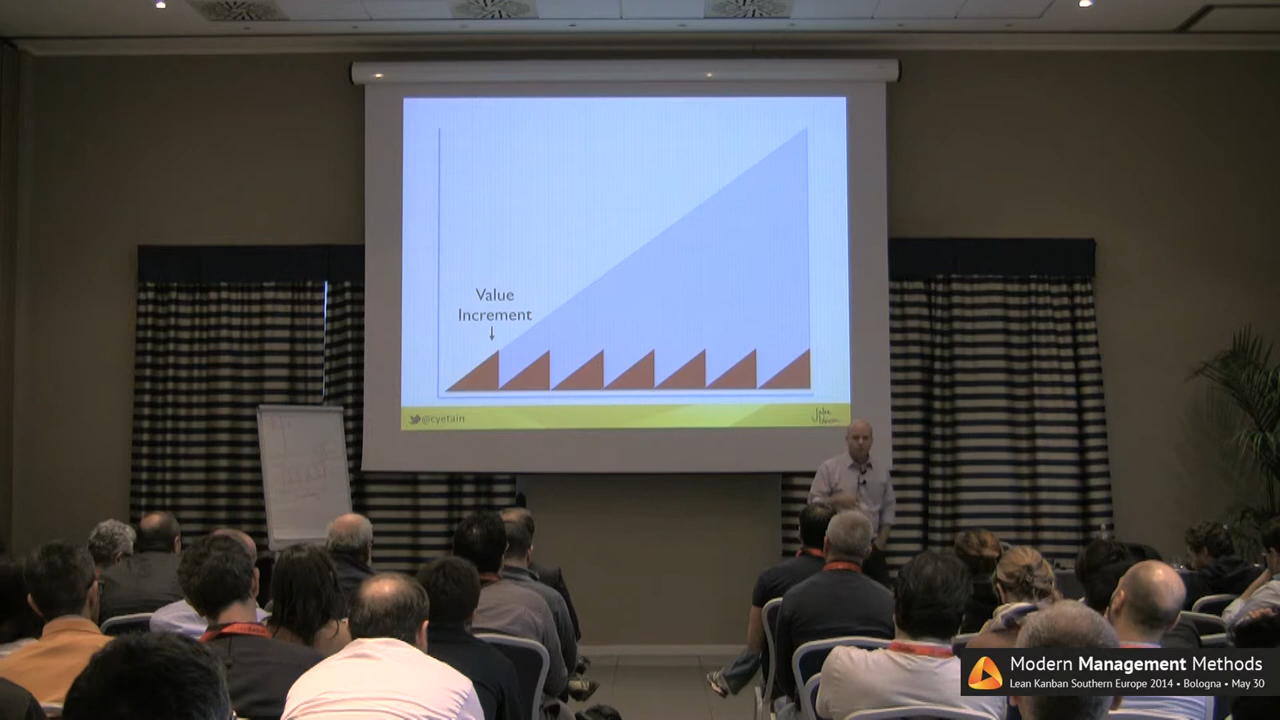 Value
Increment
@cyetain
Modern Management Methods
Lean Kanban Southern Europe 2014 • Bologna • May 30